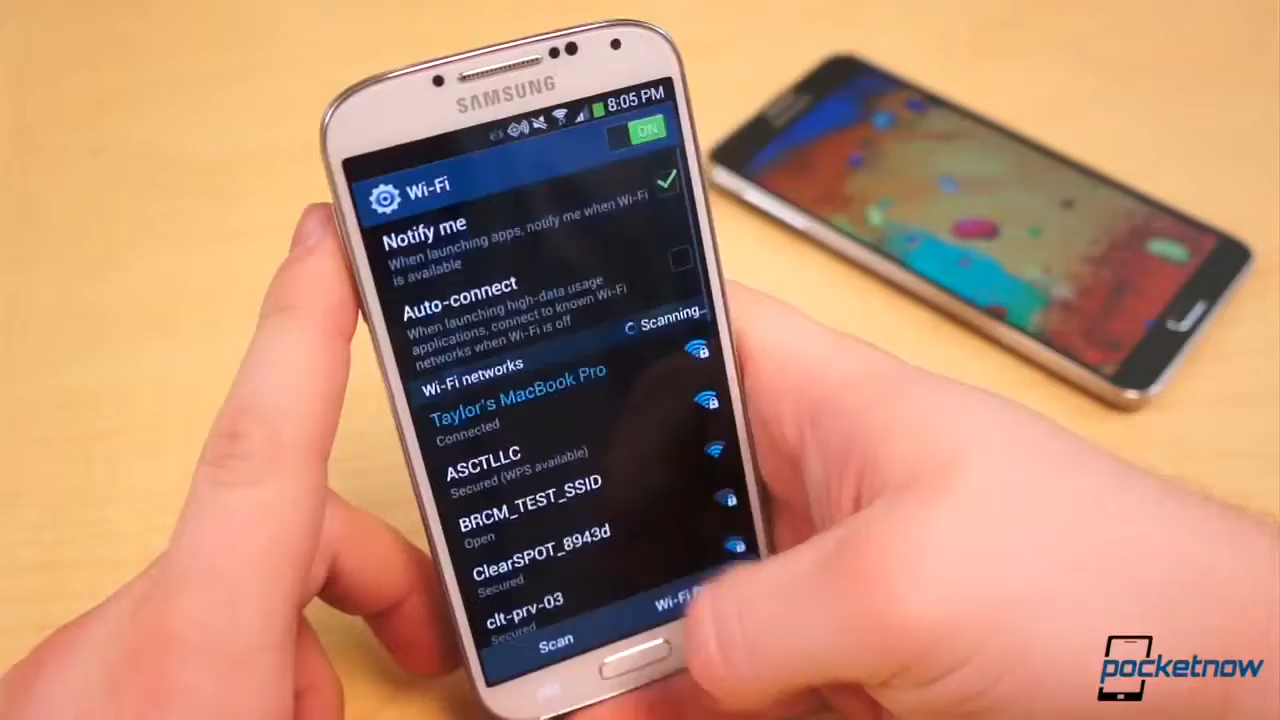 SAMSUNG
8:05 PM
ON
Wi-Fi
Notify me
When launching apps, notify me when Wi-Fi
is available
Auto-connect
When launching high-data usage
applications, connect to known Wi-Fi
networks when Wi-Fi is off
Wi-Fi networks
Scanning..
Taylor's MacBook Pro
Connected
ASCTLLC
Secured (WPS available)
BRCM_TEST_SSID
Open
ClearSPOT_8943d
Secured
clt-prv-03
Secured
Scan
Wi-Fi
pocketnow